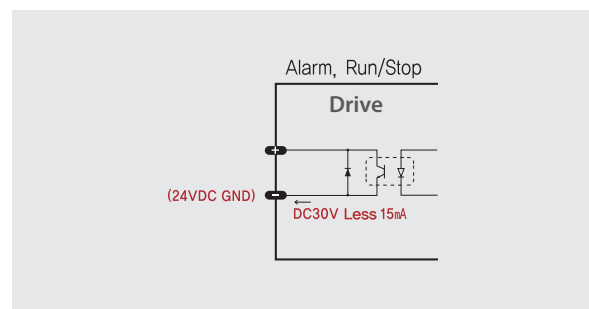 Alarm, Run/Stop
Drive
+
(24VDC GND)
-
DC30V Less 15mA